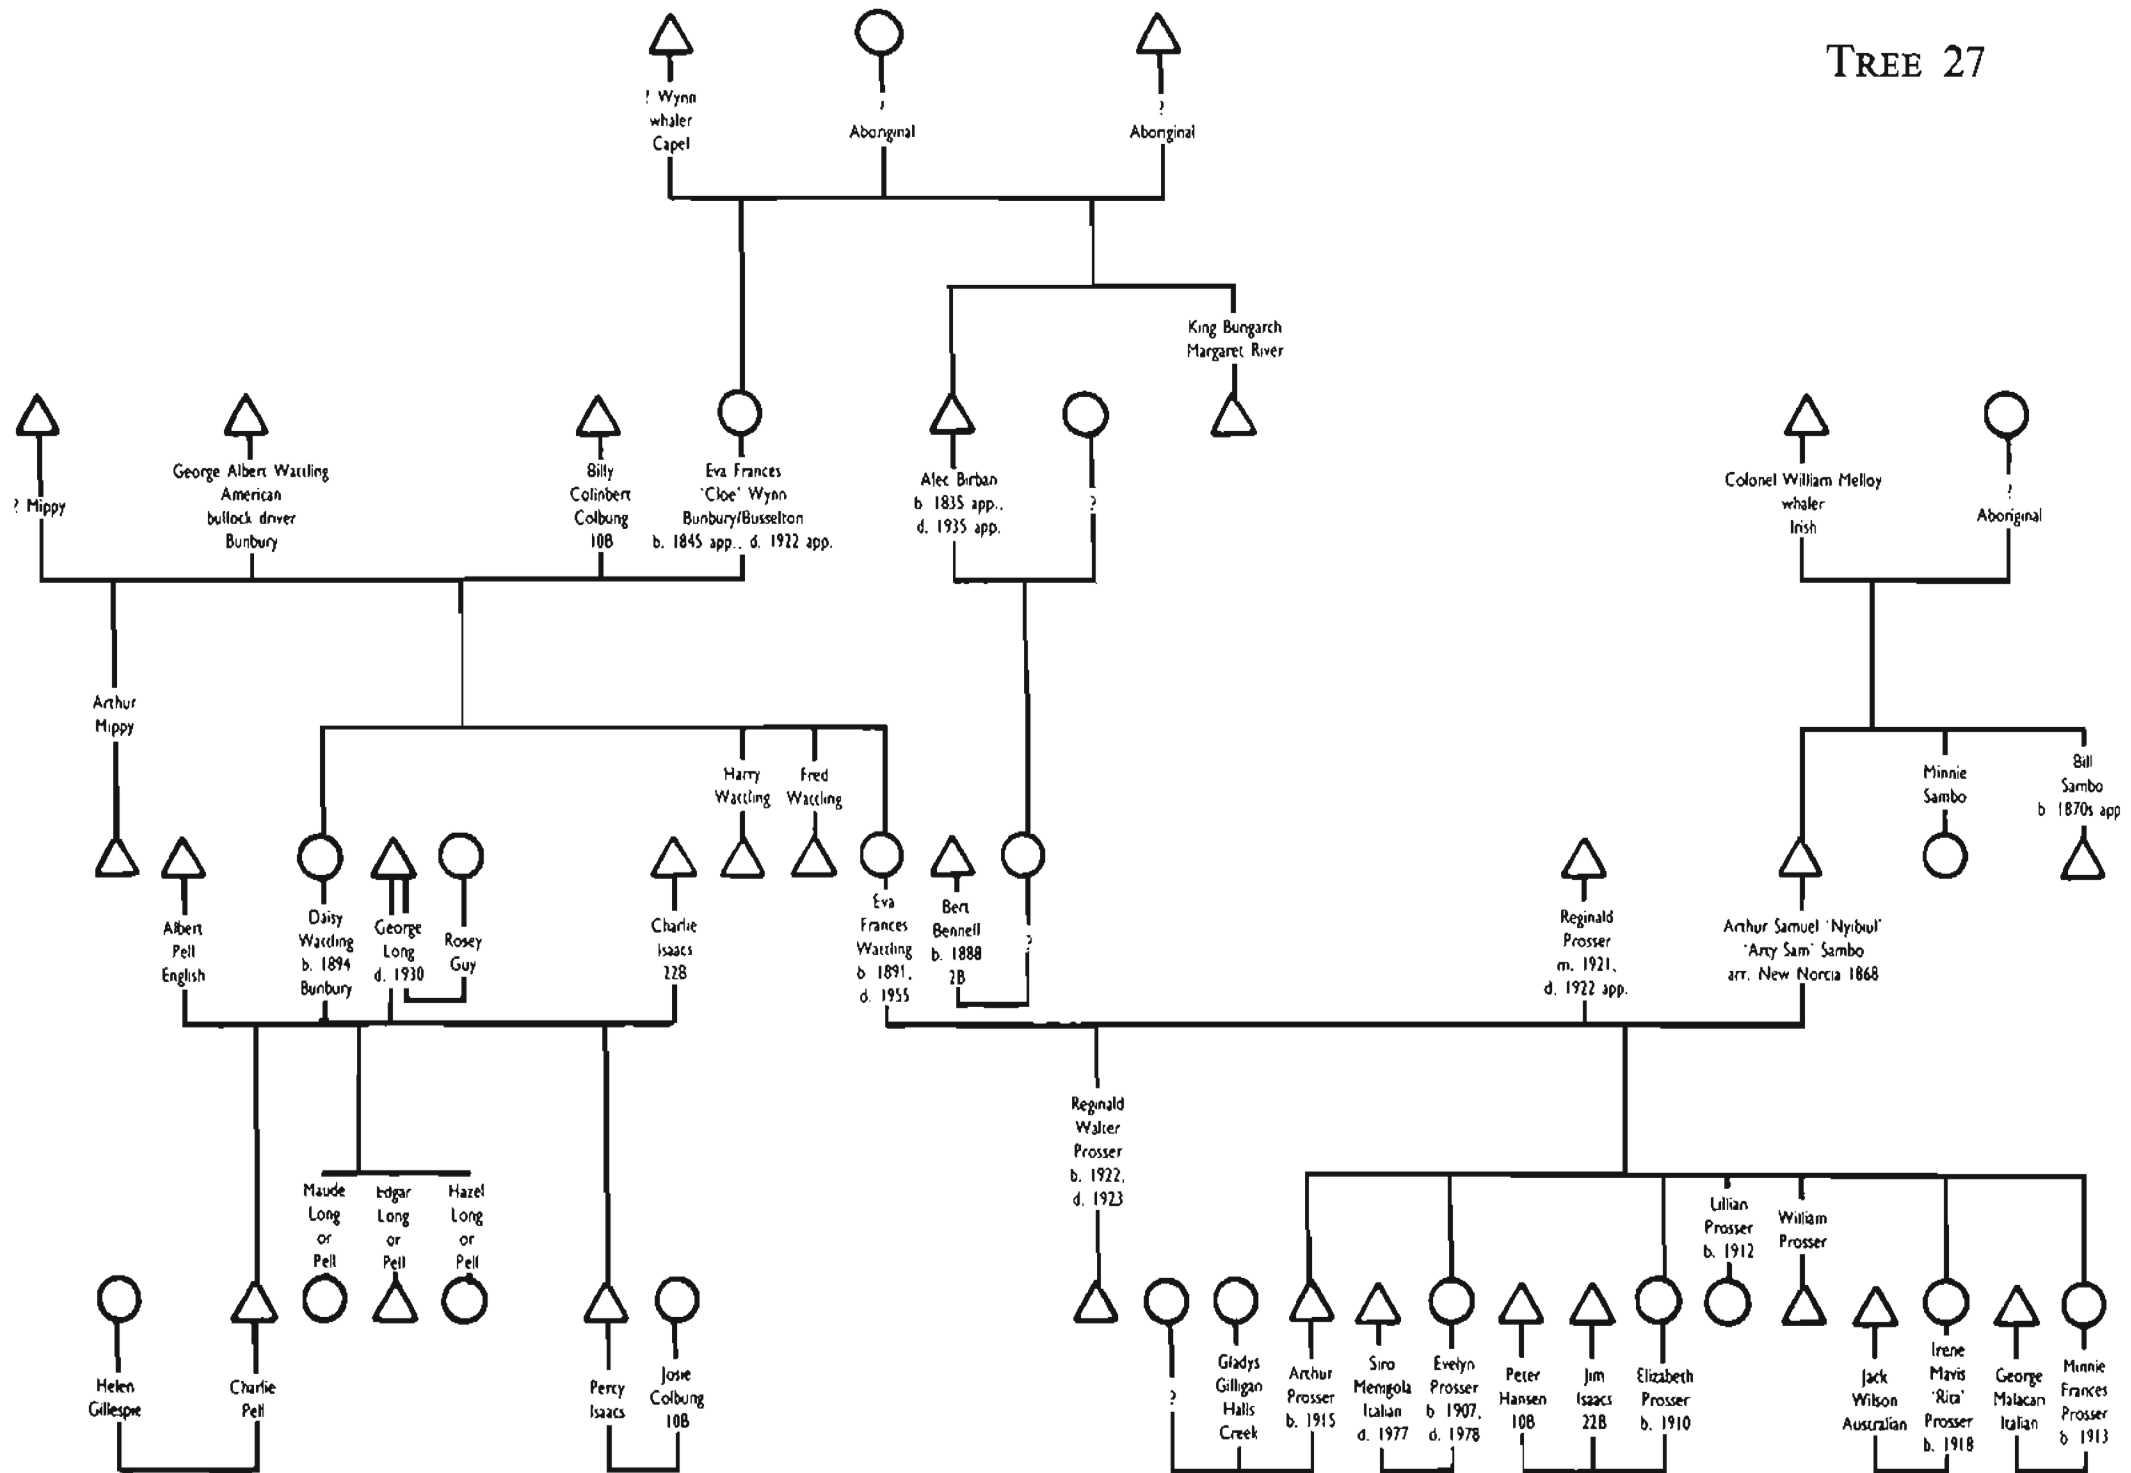 TREE 27
? Wynn
whaler
Capel
?
Aboriginal
?
Aboriginal
King Bungarch
Margaret River
? Mippy
George Albert Wattling
American
bullock driver
Bunbury
Billy
Colinbert
Colbung
10B
Eva Frances
'Cloe' Wynn
Bunbury/Busselton
b. 1845 app., d. 1922 app.
Alec Birban
b 1835 app.,
d. 1935 app.
?
Colonel William Melloy
whaler
Irish
?
Aboriginal
Arthur
Mippy
Harry
Wattling
Fred
Wattling
Minnie
Sambo
Bill
Sambo
b 1870s app
Albert
Pell
English
Daisy
Wattling
b. 1894
Bunbury
George
Long
d. 1930
Rosey
Guy
Charlie
Isaacs
22B
Eva
Frances
Wattling
b 1891,
d. 1955
Bert
Bennell
b. 1888
2B
?
Reginald
Prosser
m. 1921,
d. 1922 app.
Arthur Samuel 'Nyibiul'
'Arty Sam' Sambo
arr. New Norcia 1868
Reginald
Walter
Prosser
b. 1922,
d. 1923
Maude
Long
or
Pell
Edgar
Long
or
Pell
Hazel
Long
or
Pell
Lillian
Prosser
b. 1912
William
Prosser
Helen
Gillespie
Charlie
Pell
Percy
Isaacs
Josie
Colbung
10B
?
Gladys
Gilligan
Halls
Creek
Arthur
Prosser
b. 1915
Siro
Menigola
Italian
d. 1977
Evelyn
Prosser
b 1907,
d. 1978
Peter
Hansen
10B
Jim
Isaacs
22B
Elizabeth
Prosser
b. 1910
Jack
Wilson
Australian
Irene
Mavis
'Rita'
Prosser
b. 1918
George
Malacari
Italian
Minnie
Frances
Prosser
b 1913